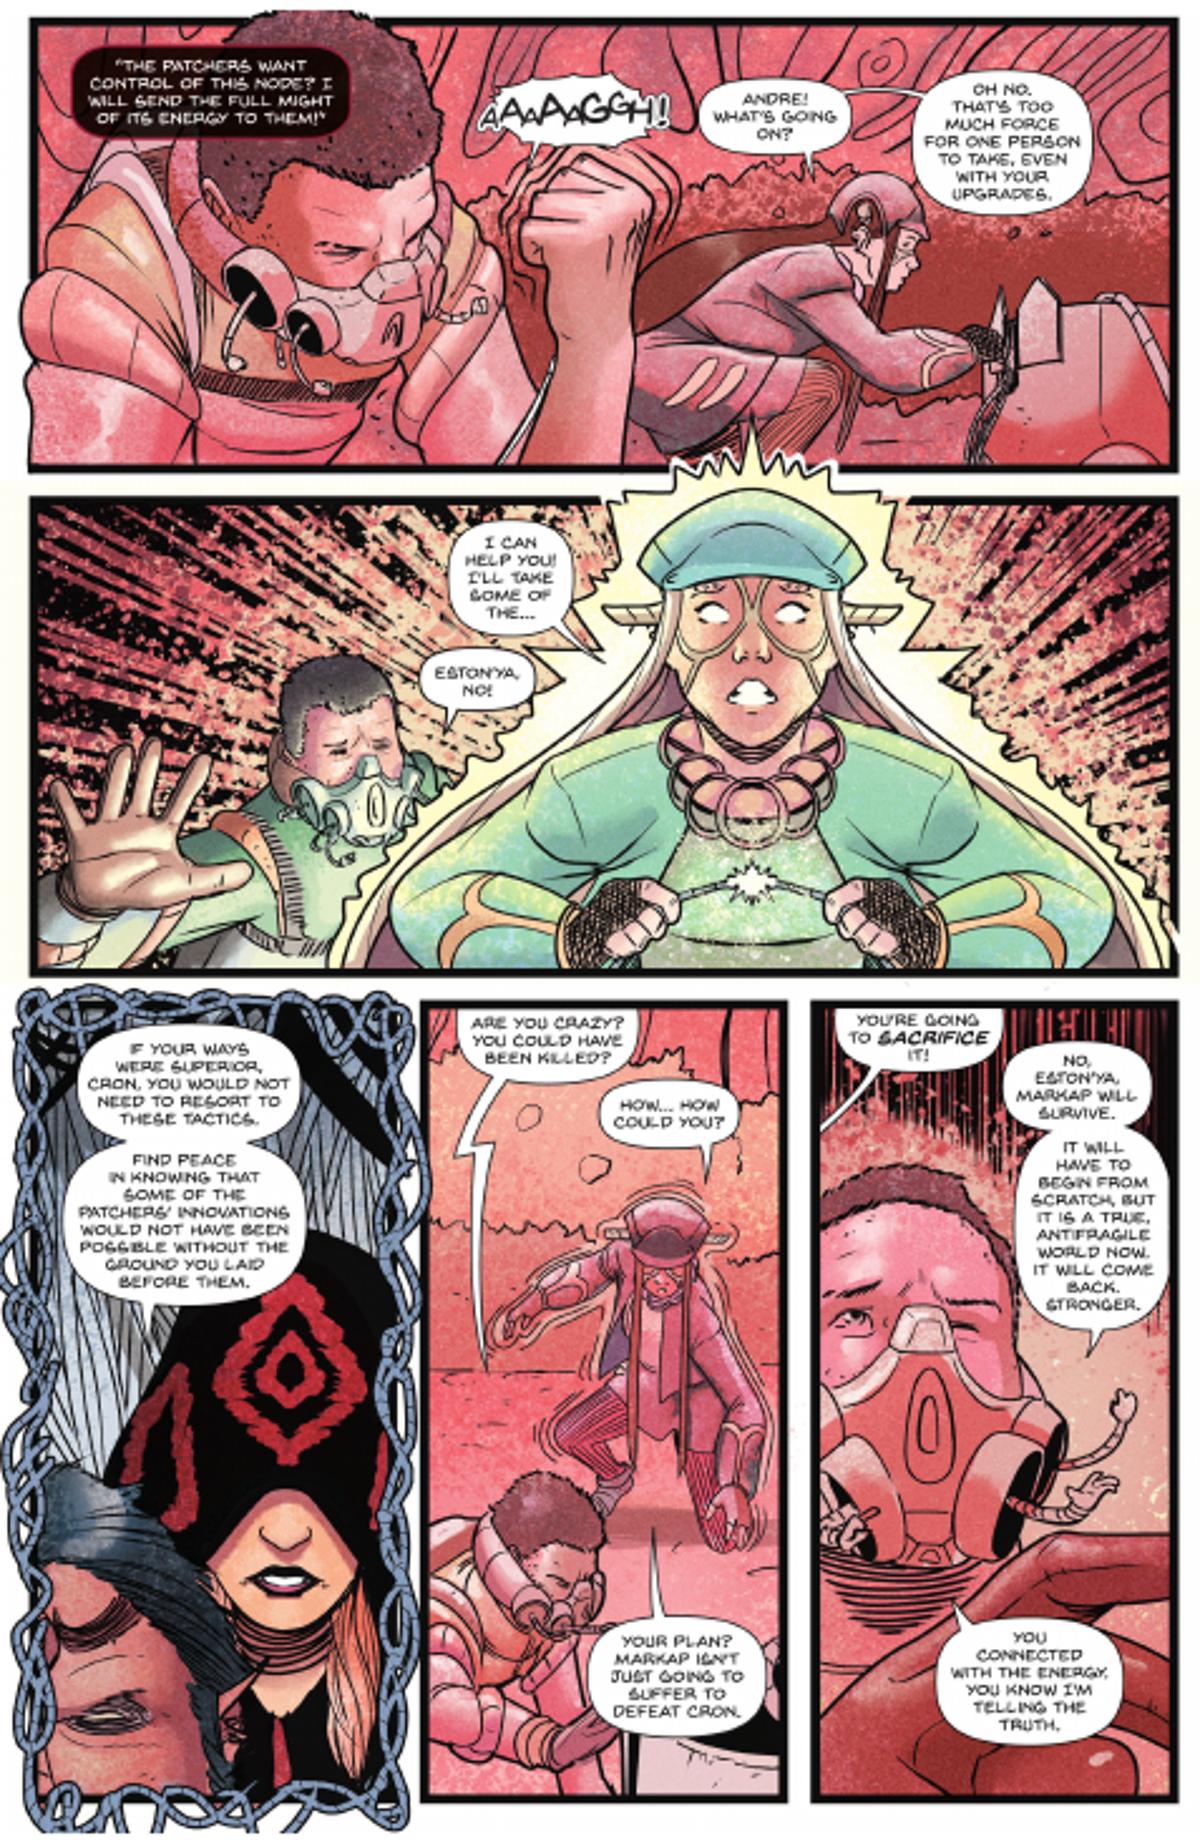 "THE PATCHERS WANT
CONTROL OF THIS NODE? I
WILL SEND THE FULL MIGHT
OF ITS ENERGY TO THEM!"
AAAAAGGH!
ANDRE!
WHAT'S GOING
ON?
OH NO.
THAT'S TOO
MUCH FORCE
FOR ONE PERSON
TO TAKE, EVEN
WITH YOUR
UPGRADES.
I CAN
HELP YOU!
I'LL TAKE
SOME OF
THE...
ESTON'YA,
NO!
IF YOUR WAYS
WERE SUPERIOR,
CRON, YOU WOULD NOT
NEED TO RESORT TO
THESE TACTICS.
FIND PEACE
IN KNOWING THAT
SOME OF THE
PATCHERS' INNOVATIONS
WOULD NOT HAVE BEEN
POSSIBLE WITHOUT THE
GROUND YOU LAID
BEFORE THEM.
ARE YOU CRAZY?
YOU COULD HAVE
BEEN KILLED?
HOW... HOW
COULD YOU?
YOUR PLAN?
MARKAP ISN'T
JUST GOING TO
SUFFER TO
DEFEAT CRON.
YOU'RE GOING
TO SACRIFICE
IT!
NO,
ESTON'YA,
MARKAP WILL
SURVIVE.
IT WILL
HAVE TO
BEGIN FROM
SCRATCH, BUT
IT IS A TRUE,
ANTIFRAGILE
WORLD NOW.
IT WILL COME
BACK.
STRONGER.
YOU
CONNECTED
WITH THE ENERGY,
YOU KNOW I'M
TELLING THE
TRUTH.